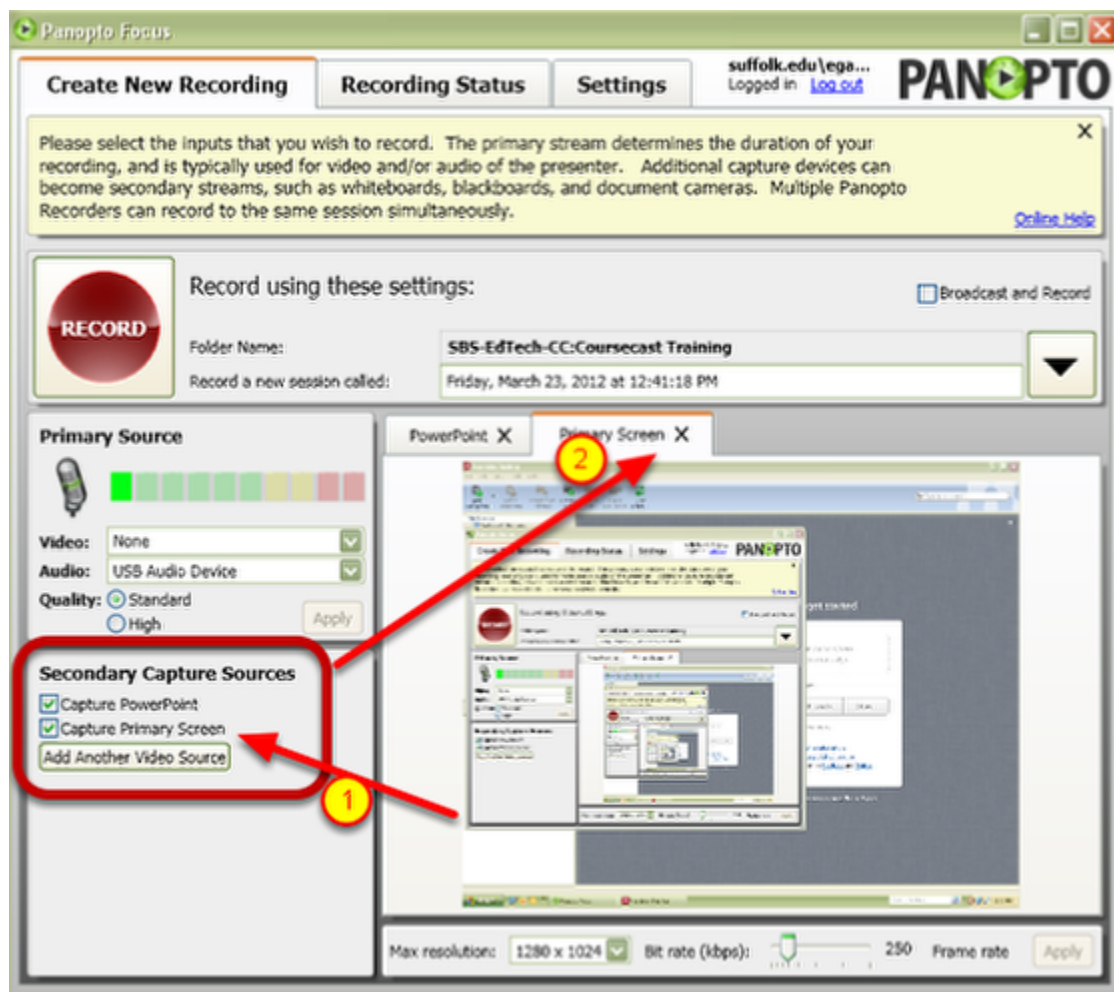 Panopto Focus
Create New Recording
Recording Status
Settings
suffolk.edu\ega...
Logged in Log out
PANOPTO
Please select the inputs that you wish to record. The primary stream determines the duration of your
recording, and is typically used for video and/or audio of the presenter. Additional capture devices can
become secondary streams, such as whiteboards, blackboards, and document cameras. Multiple Panopto
Recorders can record to the same session simultaneously.
Online Help
RECORD
Record using these settings:
Broadcast and Record
Folder Name:
SBS-EdTech-CC:Coursecast Training
Record a new session called:
Friday, March 23, 2012 at 12:41:18 PM
Primary Source
Video: None
Audio: USB Audio Device
Quality: Standard
High
Apply
Secondary Capture Sources
Capture PowerPoint
Capture Primary Screen
Add Another Video Source
1
PowerPoint X
Primary Screen X
2
PANOPTO
Max resolution: 1280 x 1024
Bit rate (kbps):
250
Frame rate
Apply